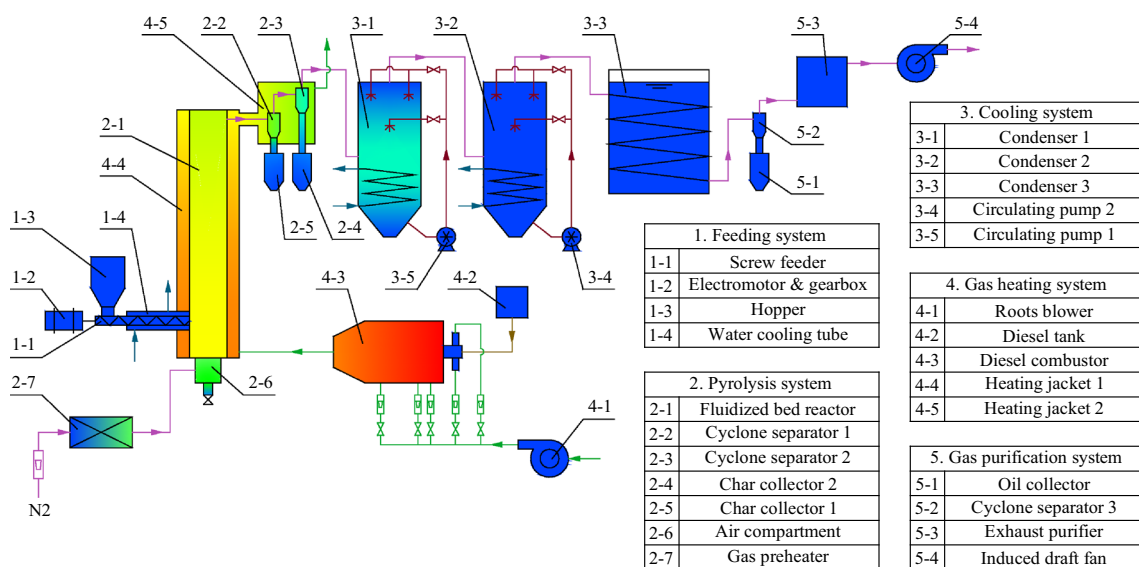 4-5
2-2
2-3
3-1
3-2
3-3
5-3
5-4
2-1
4-4
1-3
1-4
1-2
1-1
5-2
5-1
2-5
2-4
3-5
3-4
4-3
4-2
2-6
2-7
4-1
N2
1. Feeding system
1-1 Screw feeder
1-2 Electromotor & gearbox
1-3 Hopper
1-4 Water cooling tube
2. Pyrolysis system
2-1 Fluidized bed reactor
2-2 Cyclone separator 1
2-3 Cyclone separator 2
2-4 Char collector 2
2-5 Char collector 1
2-6 Air compartment
2-7 Gas preheater
3. Cooling system
3-1 Condenser 1
3-2 Condenser 2
3-3 Condenser 3
3-4 Circulating pump 2
3-5 Circulating pump 1
4. Gas heating system
4-1 Roots blower
4-2 Diesel tank
4-3 Diesel combustor
4-4 Heating jacket 1
4-5 Heating jacket 2
5. Gas purification system
5-1 Oil collector
5-2 Cyclone separator 3
5-3 Exhaust purifier
5-4 Induced draft fan